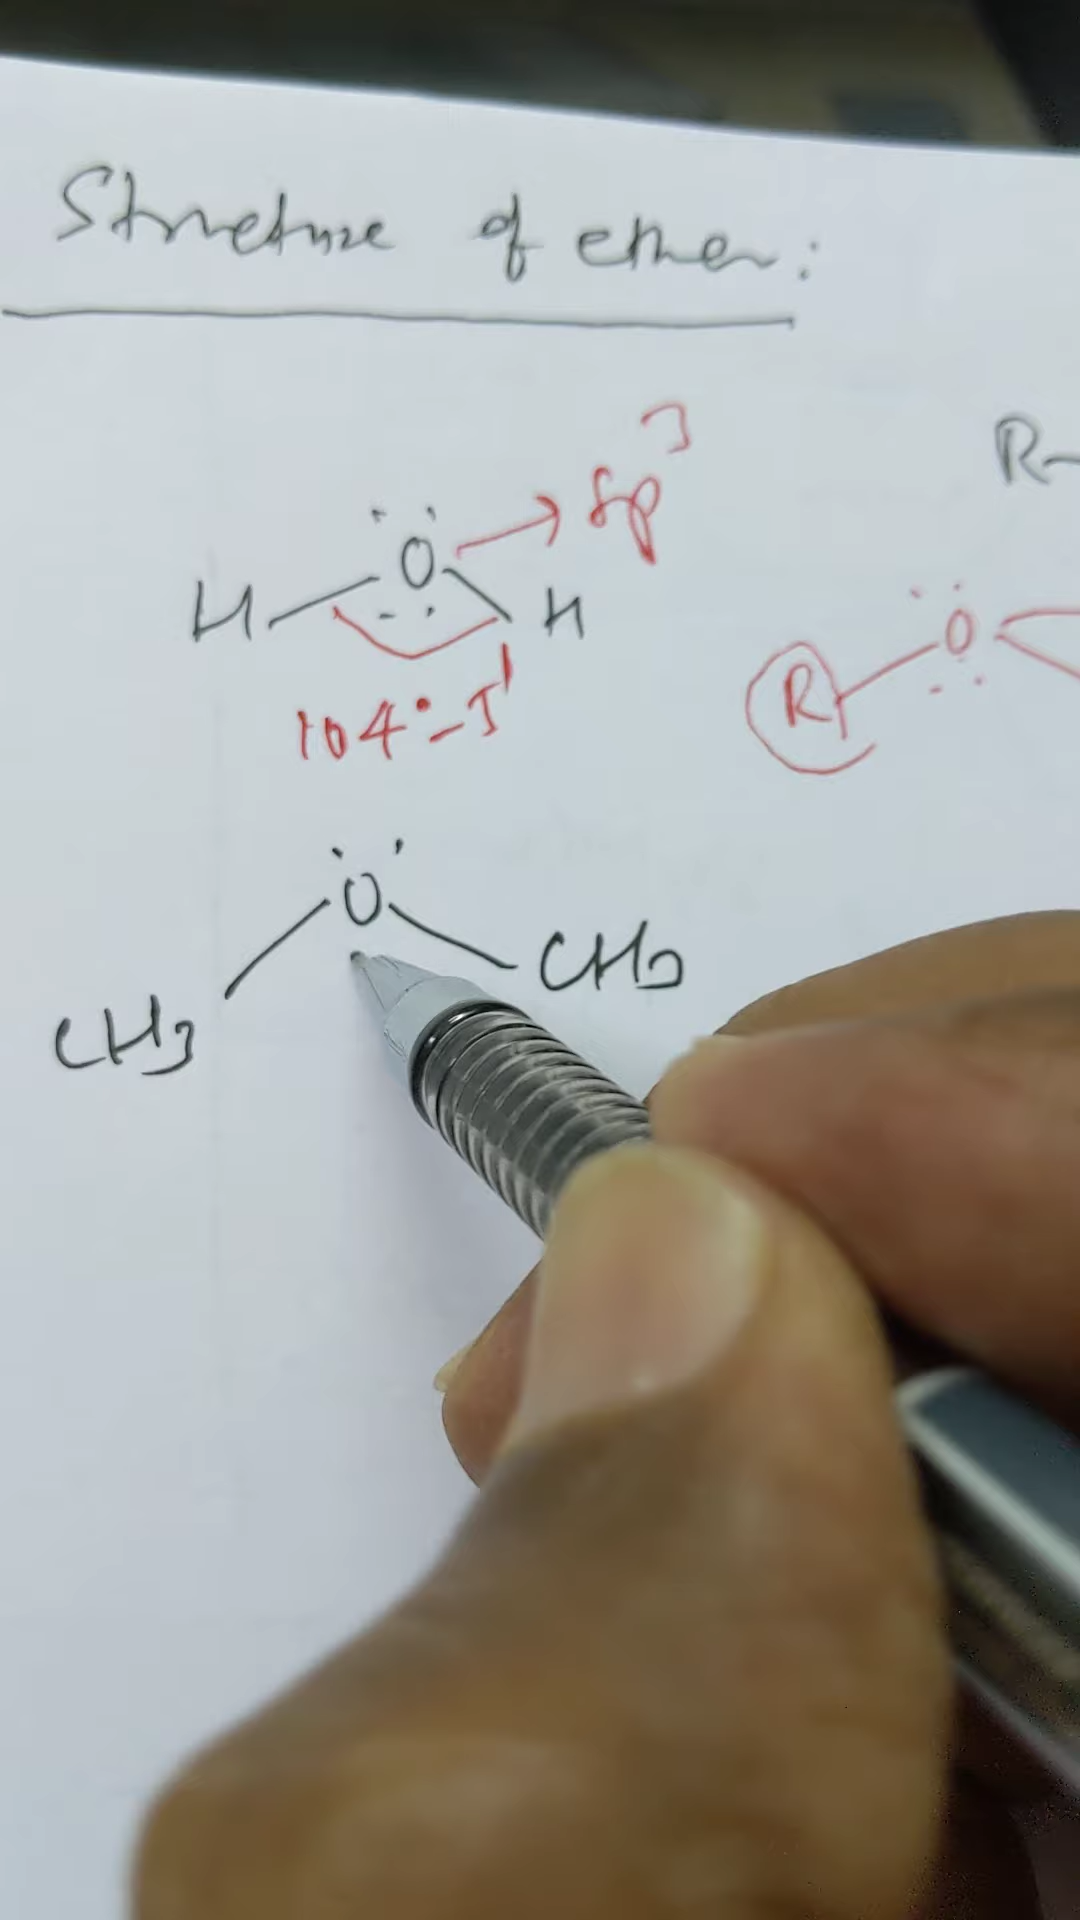 Structure of ether:
sp3
R-
O
H H
O
R
104°-5'
O
CH3
CH3